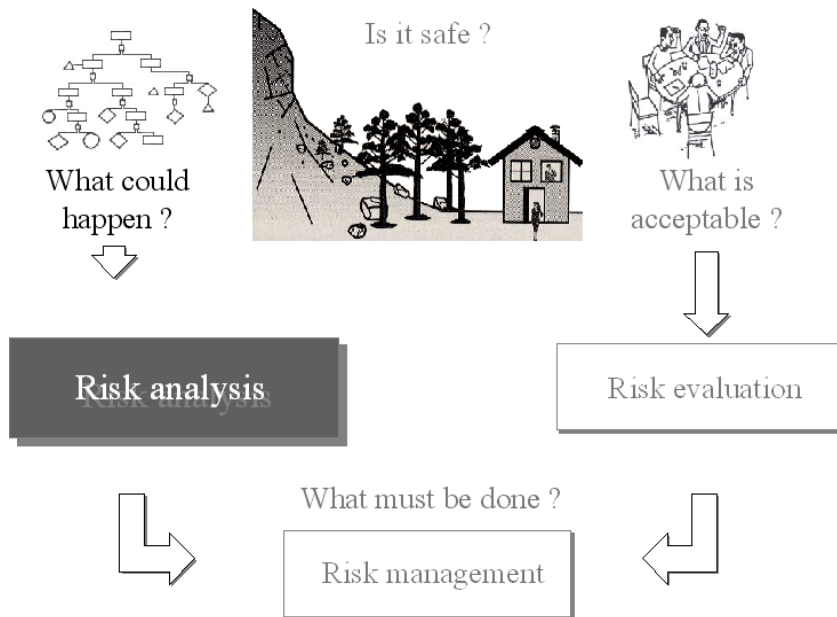 Is it safe ?
What could
happen ?
What is
acceptable ?
Risk analysis
Risk evaluation
What must be done ?
Risk management